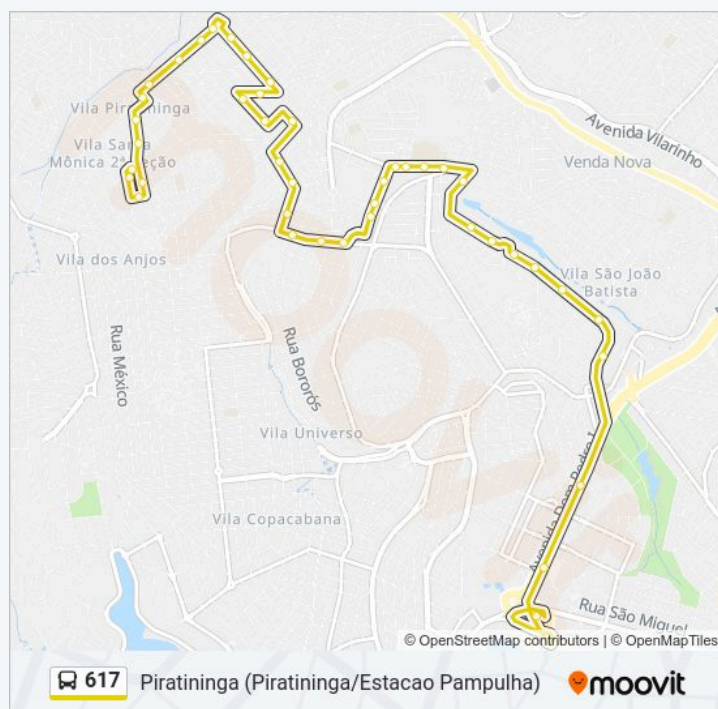 Avenida Vilarinho
Vila Piratininga
Vila Santa
Mônica 2ª Seção
Venda Nova
Vila dos Anjos
Vila São João
Batista
Rua México
Rua Bororós
Vila Universo
Avenida Dom Pedro I
Vila Copacabana
Rua São Miguel
© OpenStreetMap contributors | © OpenMapTiles
617 Piratininga (Piratininga/Estacao Pampulha) moovit